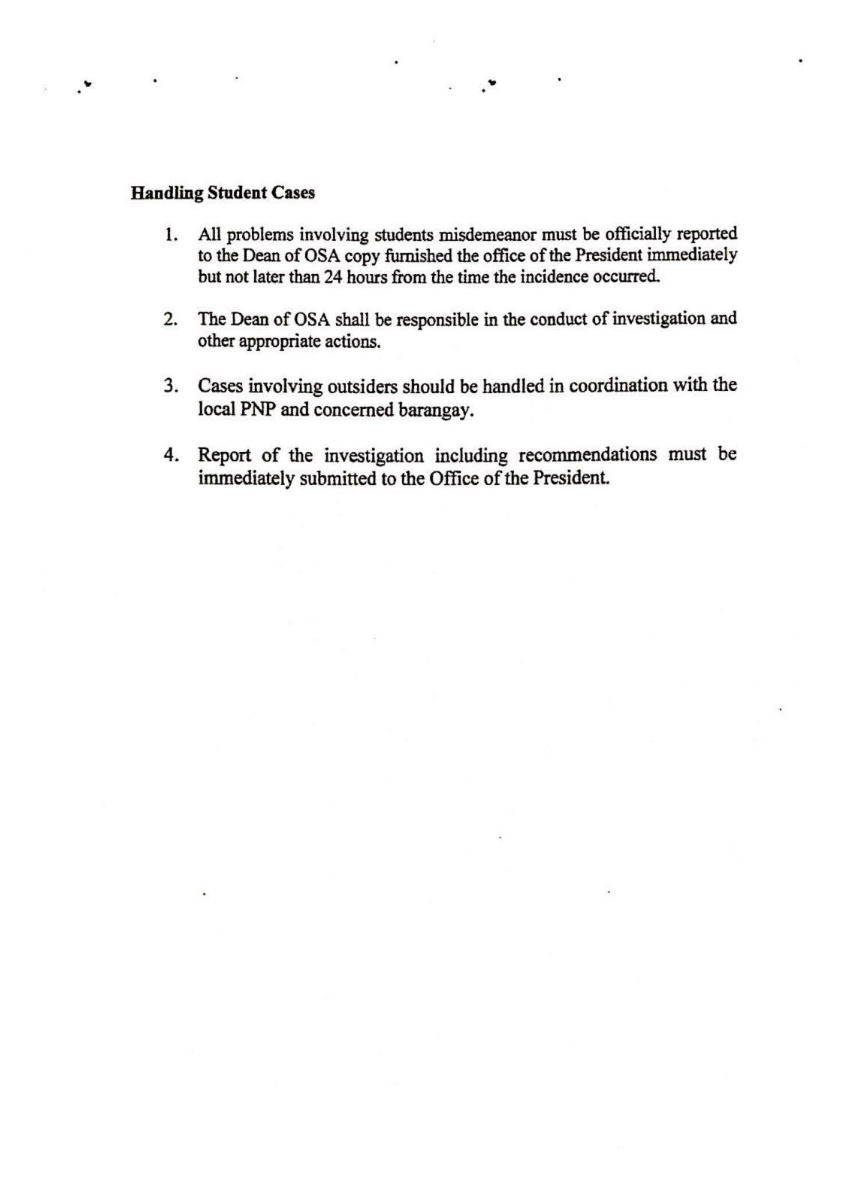 Handling Student Cases
1. All problems involving students misdemeanor must be officially reported
to the Dean of OSA copy furnished the office of the President immediately
but not later than 24 hours from the time the incidence occurred.
2. The Dean of OSA shall be responsible in the conduct of investigation and
other appropriate actions.
3. Cases involving outsiders should be handled in coordination with the
local PNP and concerned barangay.
4. Report of the investigation including recommendations must be
immediately submitted to the Office of the President.